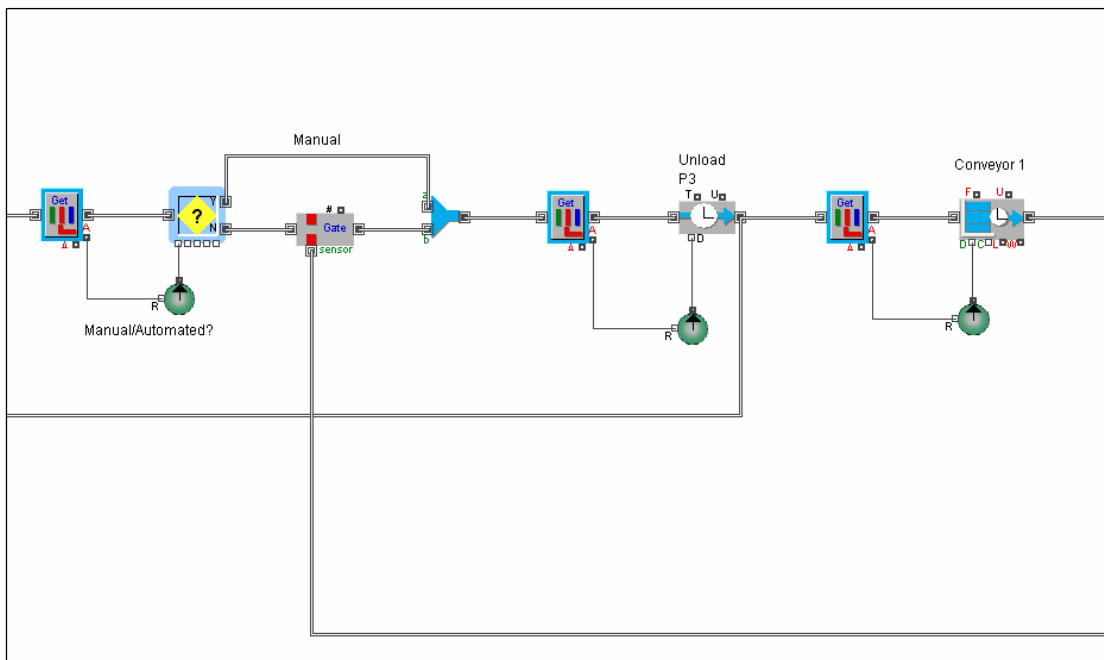 Manual
Unload
P3
Conveyor 1
T U
F U
Get
A
Δ
?
Y
N
#
Gate
sensor
a
b
Get
A
Δ
D
Get
A
Δ
D C L W
R
Manual/Automated?
R
R